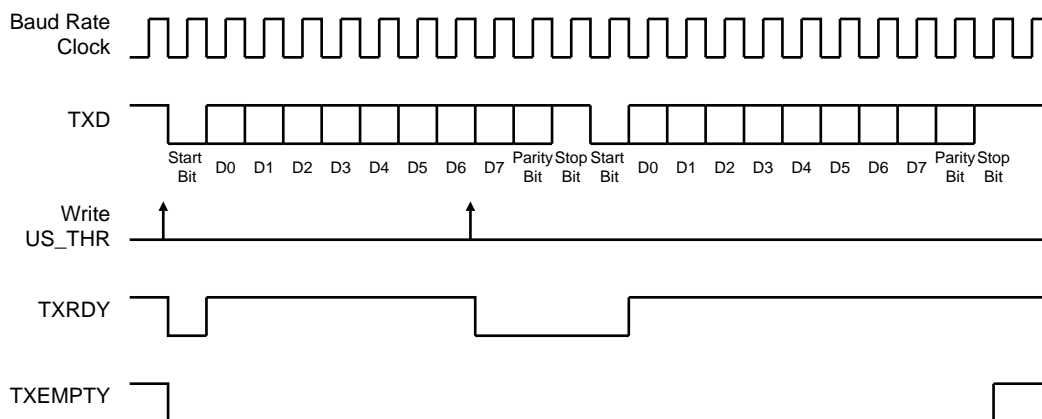 Baud Rate
Clock
TXD
Start
Bit
D0
D1
D2
D3
D4
D5
D6
D7
Parity
Bit
Stop
Bit
Start
Bit
D0
D1
D2
D3
D4
D5
D6
D7
Parity
Bit
Stop
Bit
Write
US_THR
TXRDY
TXEMPTY